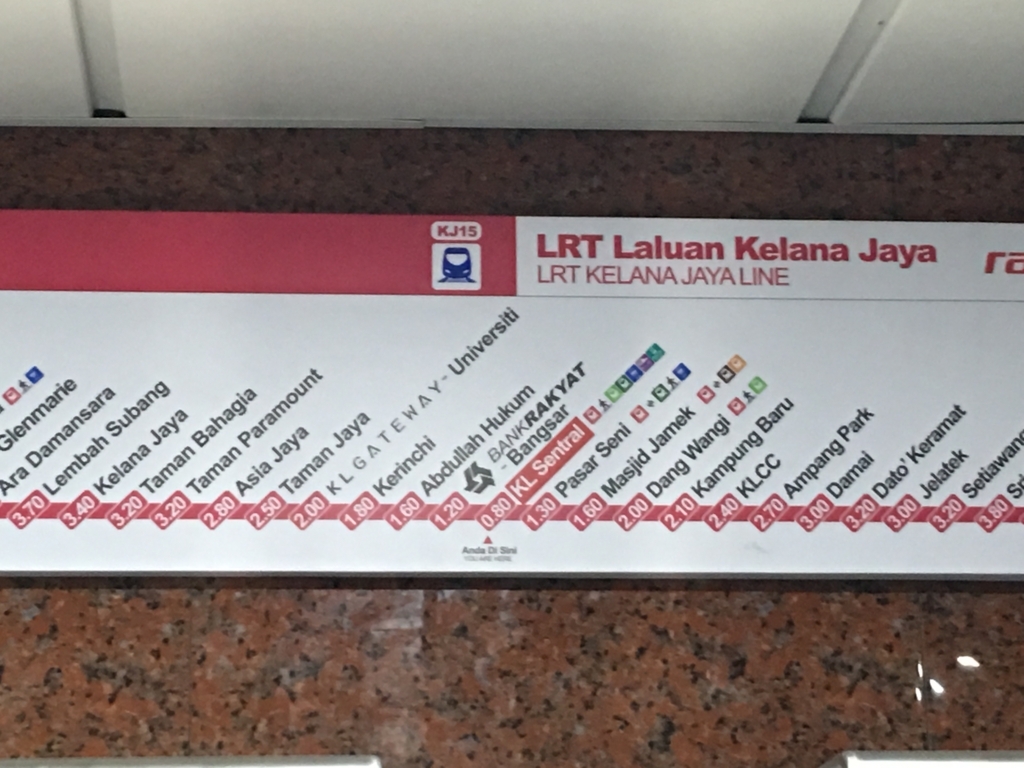 KJ15
LRT Laluan Kelana Jaya
LRT KELANA JAYA LINE
Glenmarie
Ara Damansara
Lembah Subang
Kelana Jaya
Taman Bahagia
Taman Paramount
Asia Jaya
Taman Jaya
KL GATEWAY- Universiti
Kerinchi
Abdullah Hukum
BANKRAKYAT
- Bangsar
KL Sentral
Pasar Seni
Masjid Jamek
Dang Wangi
Kampung Baru
KLCC
Ampang Park
Damai
Dato' Keramat
Jelatek
3.70
3.40
3.20
3.20
2.80
2.50
2.00
1.80
1.60
1.20
0.80
1.30
1.60
2.00
2.10
2.40
2.70
3.00
3.20
3.00
3.20
3.80
Anda Di Sini
YOU ARE HERE